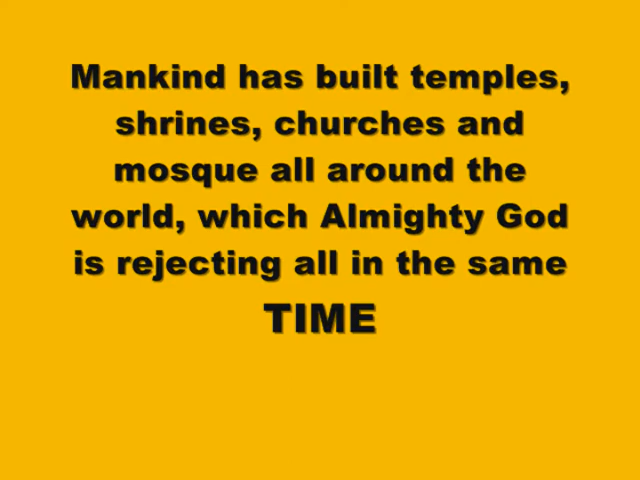 Mankind has built temples,
shrines, churches and
mosque all around the
world, which Almighty God
is rejecting all in the same
TIME